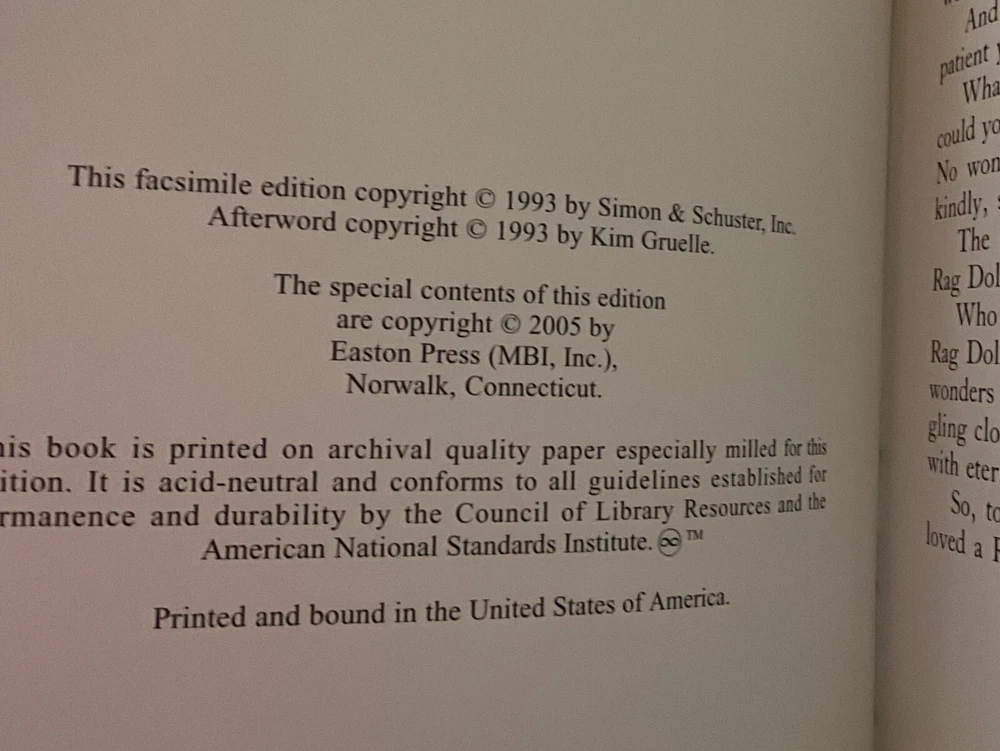 This facsimile edition copyright © 1993 by Simon & Schuster, Inc.
Afterword copyright © 1993 by Kim Gruelle.
The special contents of this edition
are copyright © 2005 by
Easton Press (MBI, Inc.),
Norwalk, Connecticut.
his book is printed on archival quality paper especially milled for this
ition. It is acid-neutral and conforms to all guidelines established for
rmanence and durability by the Council of Library Resources and the
American National Standards Institute. ♾™
Printed and bound in the United States of America.
And
patient y
Wha
could yo
No won
kindly, s
The
Rag Dol
Who
Rag Dol
wonders
gling clo
with eter
So, to
loved a